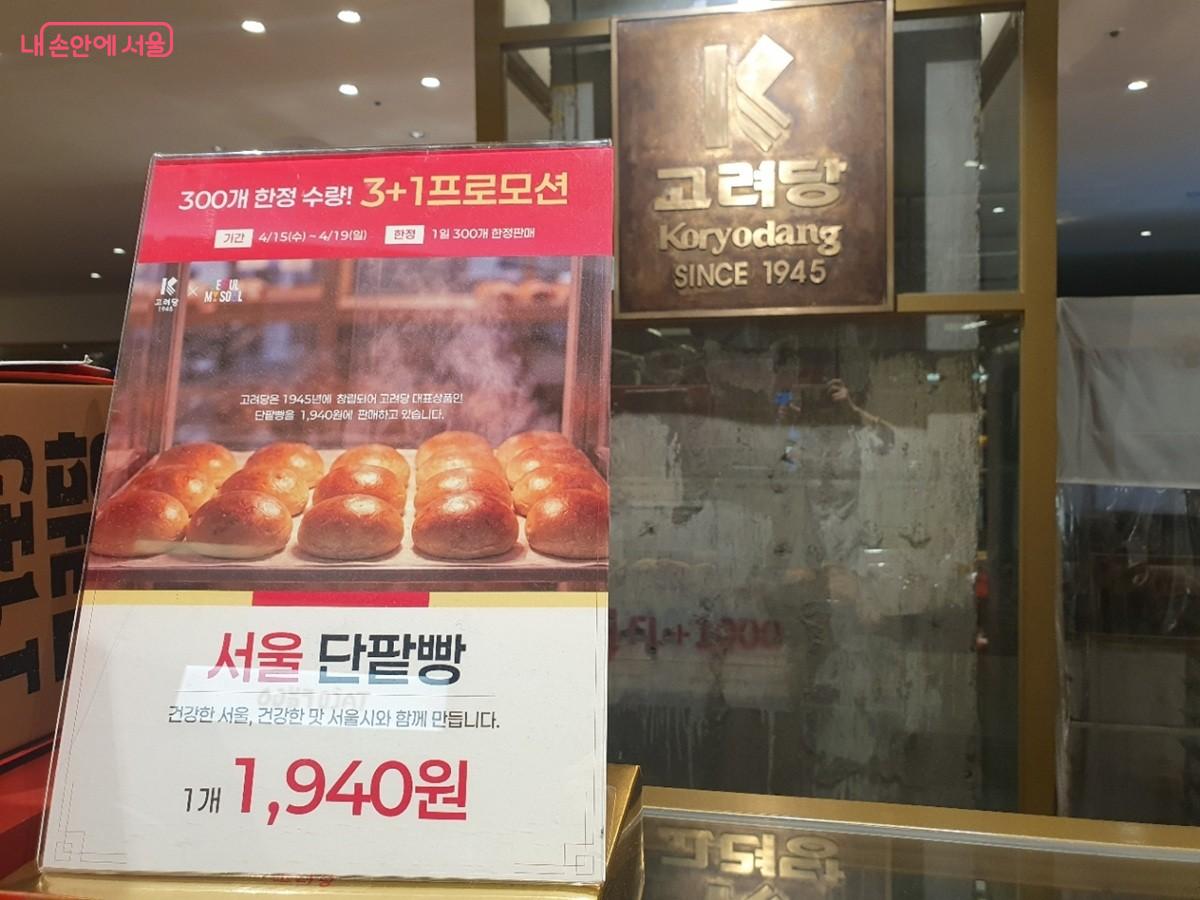 내 손안에 서울
K
고려당
Koryodang
SINCE 1945
300개 한정 수량! 3+1프로모션
기간 4/15(수) ~ 4/19(일) 한정 1일 300개 한정판매
K 고려당 1945 × SEOUL MY SOUL
고려당은 1945년에 창립되어 고려당 대표상품인
단팥빵을 1,940원에 판매하고 있습니다.
서울 단팥빵
건강한 서울, 건강한 맛 서울시와 함께 만듭니다.
1개 1,940원